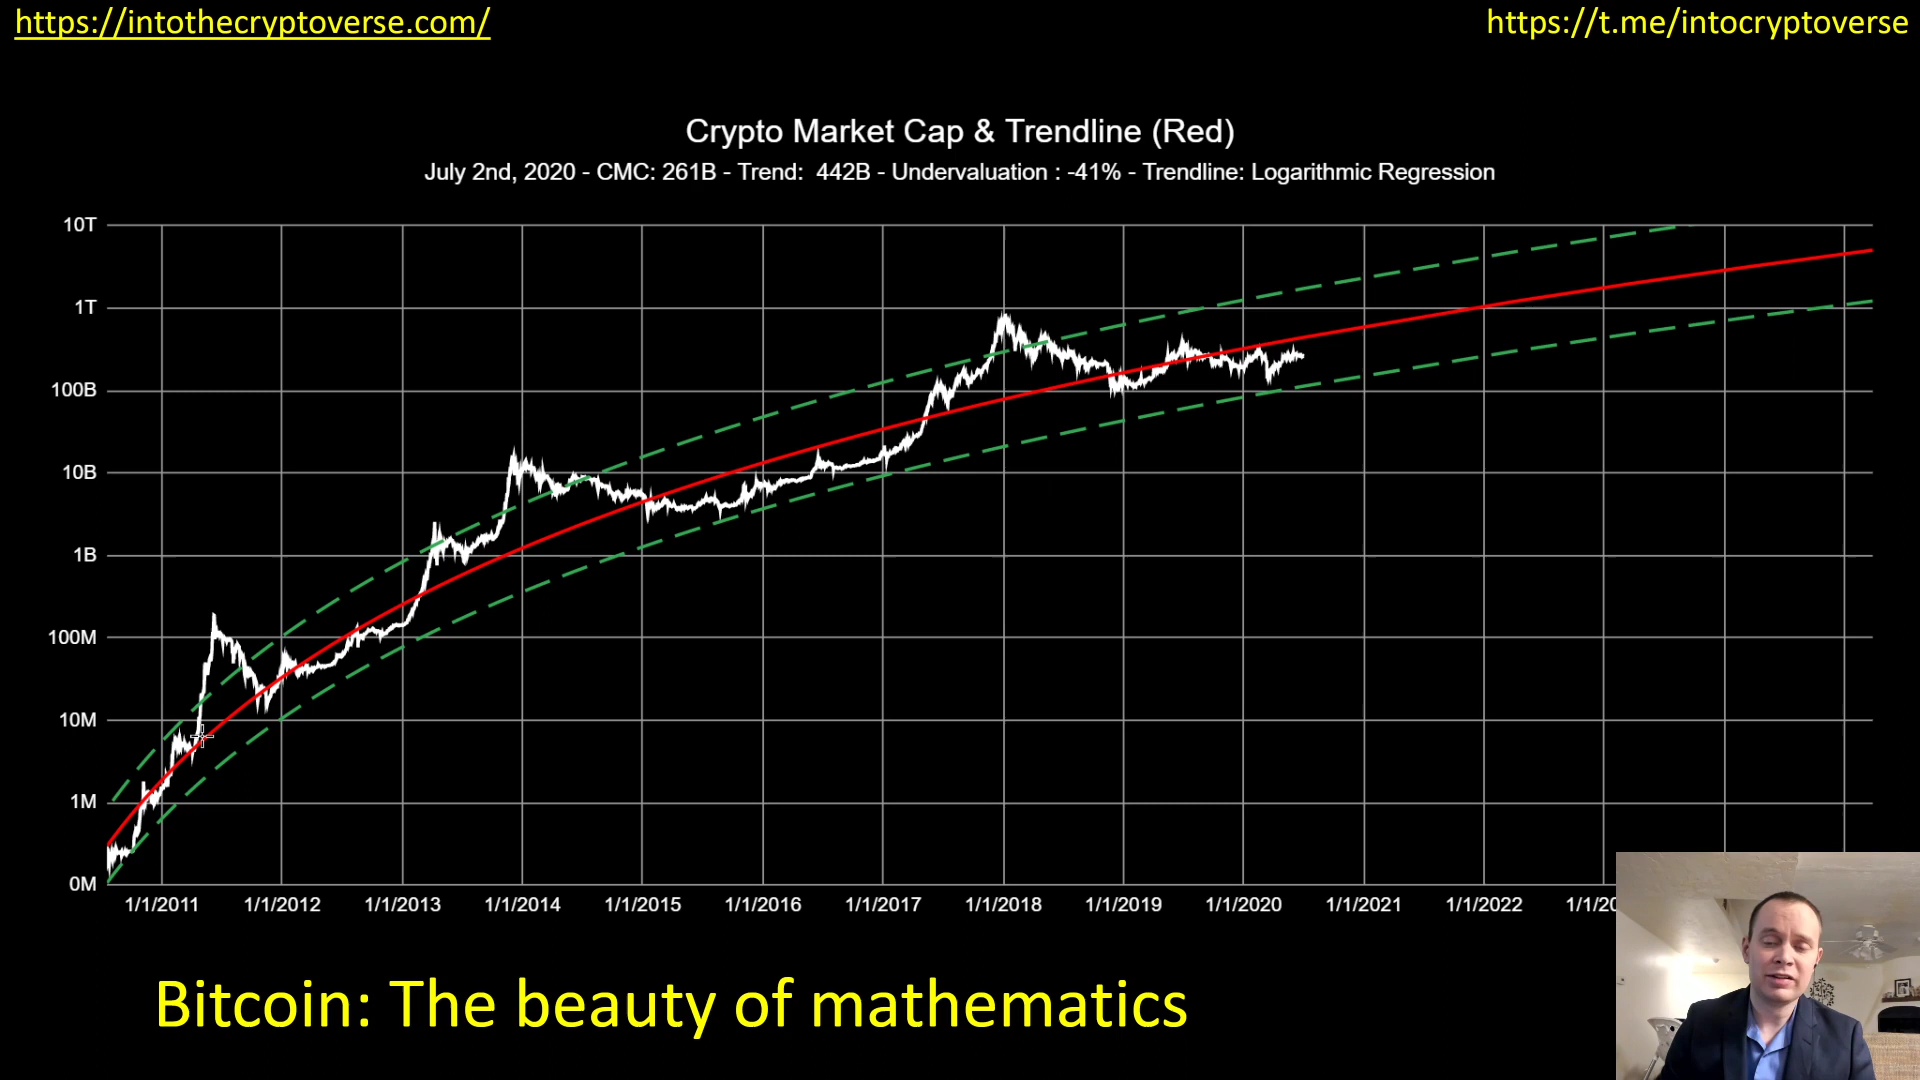 https://intothecryptoverse.com/
https://t.me/intocryptoverse
Crypto Market Cap & Trendline (Red)
July 2nd, 2020 - CMC: 261B - Trend:  442B - Undervaluation : -41% - Trendline: Logarithmic Regression
10T
1T
100B
10B
1B
100M
10M
1M
0M
1/1/2011 1/1/2012 1/1/2013 1/1/2014 1/1/2015 1/1/2016 1/1/2017 1/1/2018 1/1/2019 1/1/2020 1/1/2021 1/1/2022
Bitcoin: The beauty of mathematics